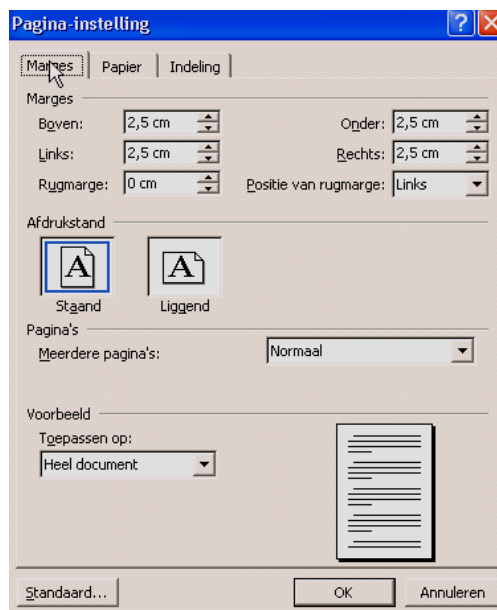 Pagina-instelling
Marges Papier Indeling
Marges
Boven: 2,5 cm Onder: 2,5 cm
Links: 2,5 cm Rechts: 2,5 cm
Rugmarge: 0 cm Positie van rugmarge: Links
Afdrukstand
A A
Staand Liggend
Pagina's
Meerdere pagina's: Normaal
Voorbeeld
Toepassen op:
Heel document
Standaard... OK Annuleren